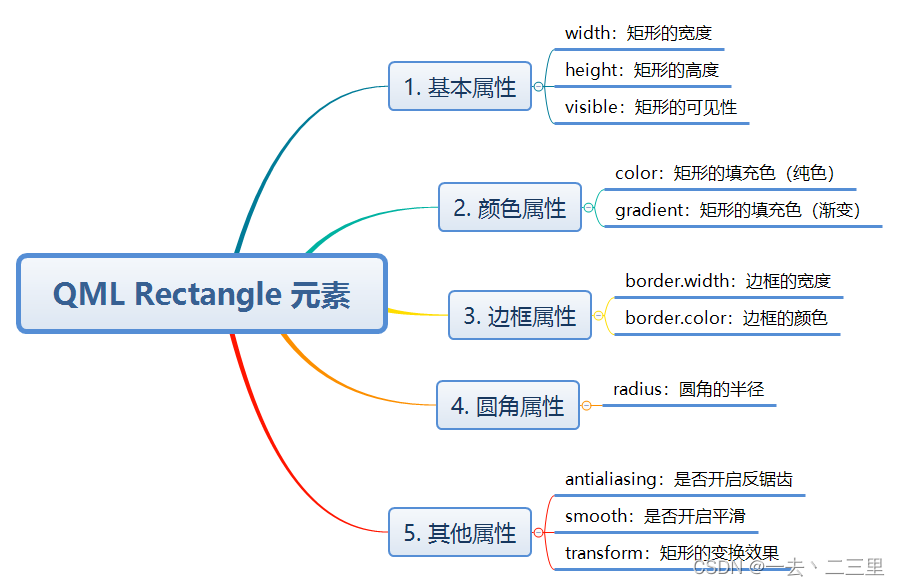 QML Rectangle 元素
1. 基本属性
width：矩形的宽度
height：矩形的高度
visible：矩形的可见性
2. 颜色属性
color：矩形的填充色（纯色）
gradient：矩形的填充色（渐变）
3. 边框属性
border.width：边框的宽度
border.color：边框的颜色
4. 圆角属性
radius：圆角的半径
5. 其他属性
antialiasing：是否开启反锯齿
smooth：是否开启平滑
transform：矩形的变换效果
CSDN @一去丶二三里